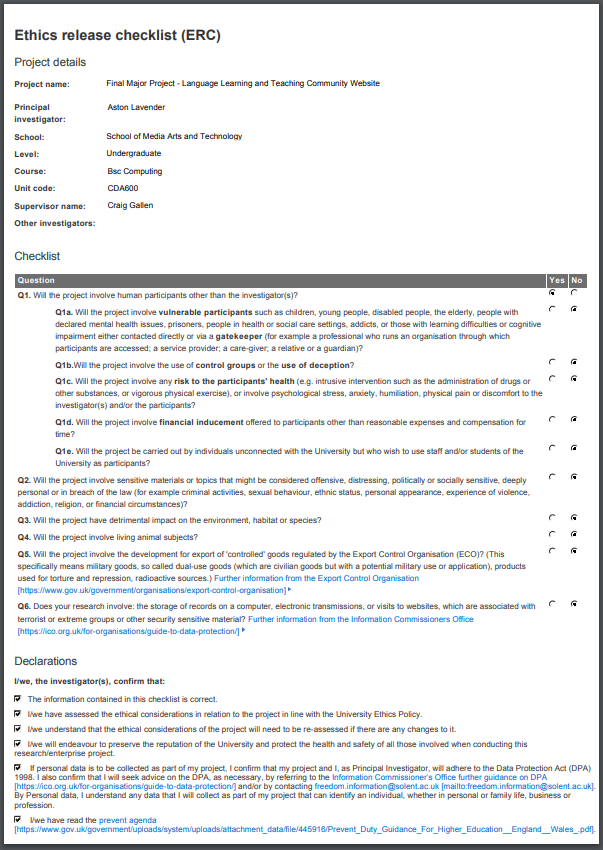 Ethics release checklist (ERC)
Project details
Project name: Final Major Project - Language Learning and Teaching Community Website
Principal investigator: Aston Lavender
School: School of Media Arts and Technology
Level: Undergraduate
Course: Bsc Computing
Unit code: CDA600
Supervisor name: Craig Gallen
Other investigators:
Checklist
Question Yes No
Q1. Will the project involve human participants other than the investigator(s)?
Q1a. Will the project involve vulnerable participants such as children, young people, disabled people, the elderly, people with
declared mental health issues, prisoners, people in health or social care settings, addicts, or those with learning difficulties or cognitive
impairment either contacted directly or via a gatekeeper (for example a professional who runs an organisation through which
participants are accessed; a service provider; a care-giver; a relative or a guardian)?
Q1b.Will the project involve the use of control groups or the use of deception?
Q1c. Will the project involve any risk to the participants' health (e.g. intrusive intervention such as the administration of drugs or
other substances, or vigorous physical exercise), or involve psychological stress, anxiety, humiliation, physical pain or discomfort to the
investigator(s) and/or the participants?
Q1d. Will the project involve financial inducement offered to participants other than reasonable expenses and compensation for
time?
Q1e. Will the project be carried out by individuals unconnected with the University but who wish to use staff and/or students of the
University as participants?
Q2. Will the project involve sensitive materials or topics that might be considered offensive, distressing, politically or socially sensitive, deeply
personal or in breach of the law (for example criminal activities, sexual behaviour, ethnic status, personal appearance, experience of violence,
addiction, religion, or financial circumstances)?
Q3. Will the project have detrimental impact on the environment, habitat or species?
Q4. Will the project involve living animal subjects?
Q5. Will the project involve the development for export of 'controlled' goods regulated by the Export Control Organisation (ECO)? (This
specifically means military goods, so called dual-use goods (which are civilian goods but with a potential military use or application), products
used for torture and repression, radioactive sources.) Further information from the Export Control Organisation
[https://www.gov.uk/government/organisations/export-control-organisation]
Q6. Does your research involve: the storage of records on a computer, electronic transmissions, or visits to websites, which are associated with
terrorist or extreme groups or other security sensitive material? Further information from the Information Commissioners Office
[https://ico.org.uk/for-organisations/guide-to-data-protection/]
Declarations
I/we, the investigator(s), confirm that:
The information contained in this checklist is correct.
I/we have assessed the ethical considerations in relation to the project in line with the University Ethics Policy.
I/we understand that the ethical considerations of the project will need to be re-assessed if there are any changes to it.
I/we will endeavour to preserve the reputation of the University and protect the health and safety of all those involved when conducting this
research/enterprise project.
If personal data is to be collected as part of my project, I confirm that my project and I, as Principal Investigator, will adhere to the Data Protection Act (DPA)
1998. I also confirm that I will seek advice on the DPA, as necessary, by referring to the Information Commissioner's Office further guidance on DPA
[https://ico.org.uk/for-organisations/guide-to-data-protection/] and/or by contacting freedom.information@solent.ac.uk [mailto:freedom.information@solent.ac.uk].
By Personal data, I understand any data that I will collect as part of my project that can identify an individual, whether in personal or family life, business or
profession.
I/we have read the prevent agenda
[https://www.gov.uk/government/uploads/system/uploads/attachment_data/file/445916/Prevent_Duty_Guidance_For_Higher_Education__England__Wales_.pdf].